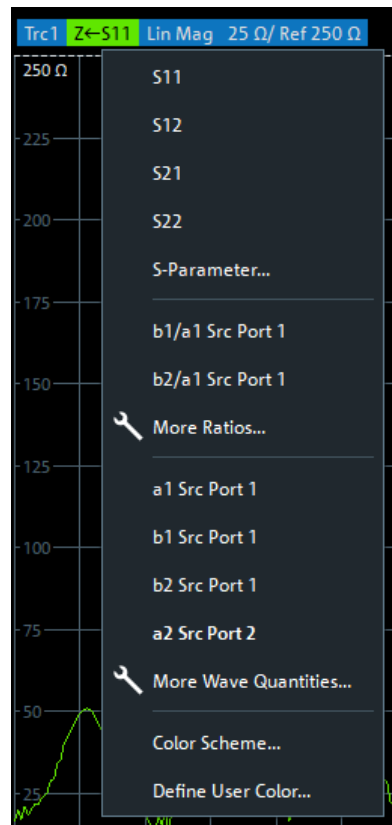 Trc1 Z←S11 Lin Mag 25 Ω/ Ref 250 Ω
250 Ω
S11
S12
225
S21
200
S22
S-Parameter...
175
b1/a1 Src Port 1
b2/a1 Src Port 1
150
More Ratios...
125
a1 Src Port 1
b1 Src Port 1
100
b2 Src Port 1
75
a2 Src Port 2
More Wave Quantities...
50
Color Scheme...
Define User Color...
25